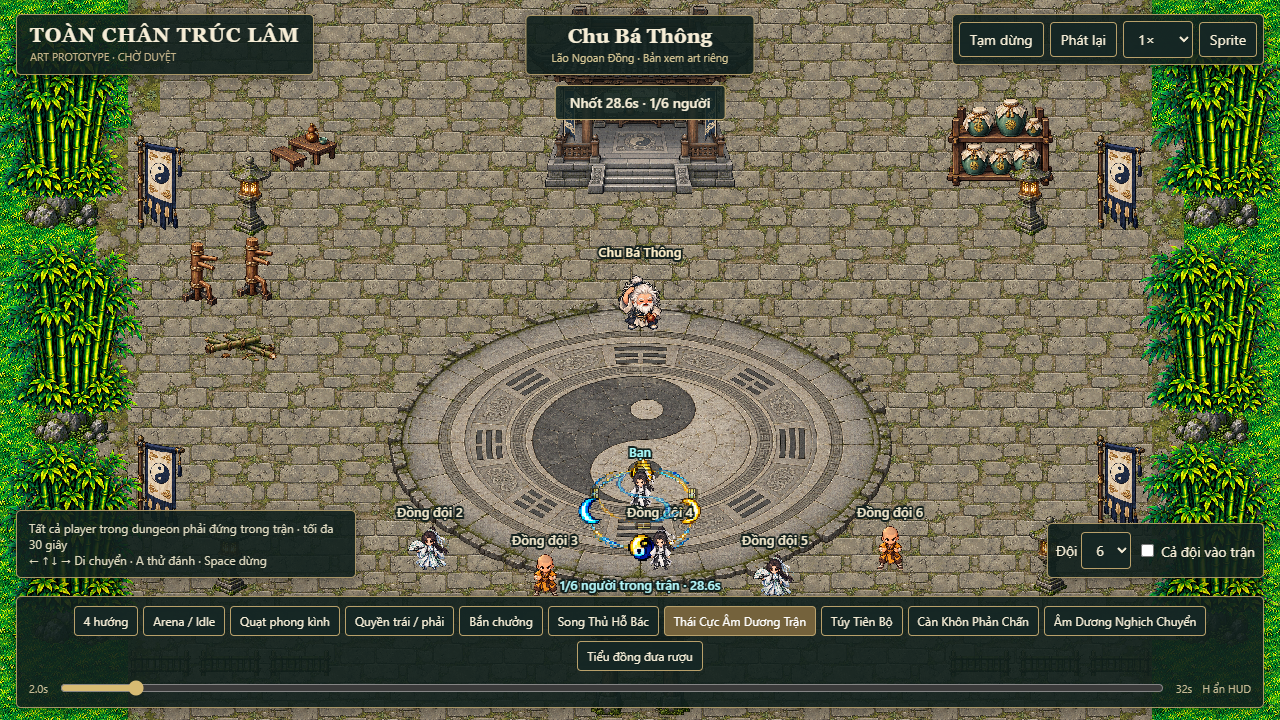 TOÀN CHÂN TRÚC LÂM
ART PROTOTYPE · CHỜ DUYỆT
Chu Bá Thông
Lão Ngoan Đồng · Bản xem art riêng
Tạm dừng
Phát lại
1×
Sprite
Nhốt 28.6s · 1/6 người
Chu Bá Thông
Bạn
Đồng đội 2
Đồng đội 4
Đồng đội 6
Đồng đội 3
Đồng đội 5
1/6 người trong trận · 28.6s
Tất cả player trong dungeon phải đứng trong trận · tối đa
30 giây
← ↑↓ → Di chuyển · A thử đánh · Space dừng
Đội
6
Cả đội vào trận
4 hướng
Arena / Idle
Quạt phong kình
Quyền trái / phải
Bắn chưởng
Song Thủ Hỗ Bác
Thái Cực Âm Dương Trận
Túy Tiên Bộ
Càn Khôn Phản Chấn
Âm Dương Nghịch Chuyển
Tiểu đồng đưa rượu
2.0s
32s
H ẩn HUD